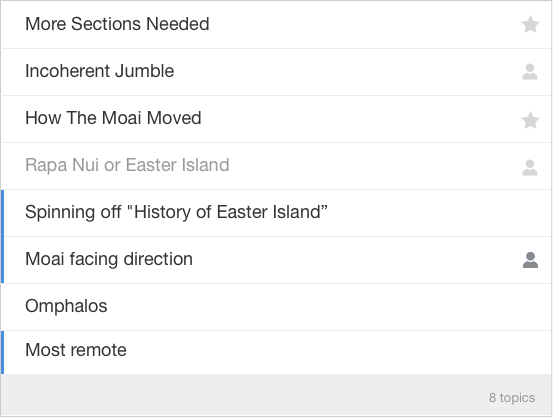 More Sections Needed
Incoherent Jumble
How The Moai Moved
Rapa Nui or Easter Island
Spinning off "History of Easter Island”
Moai facing direction
Omphalos
Most remote
8 topics